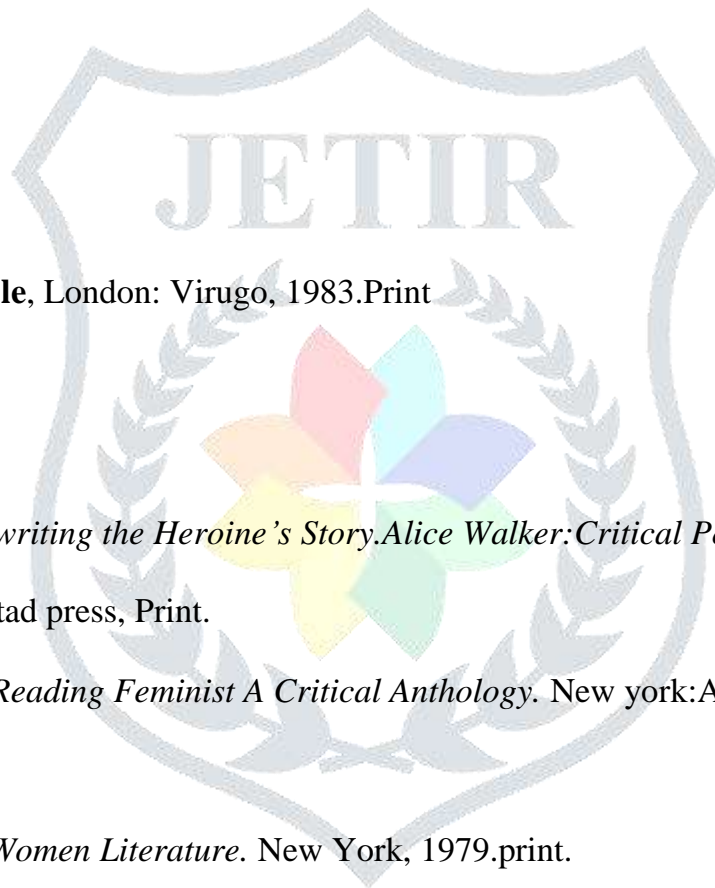 JETIR
le, London: Virugo, 1983.Print
writing the Heroine’s Story.Alice Walker:Critical Pe
tad press, Print.
Reading Feminist A Critical Anthology. New york:A
Women Literature. New York, 1979.print.